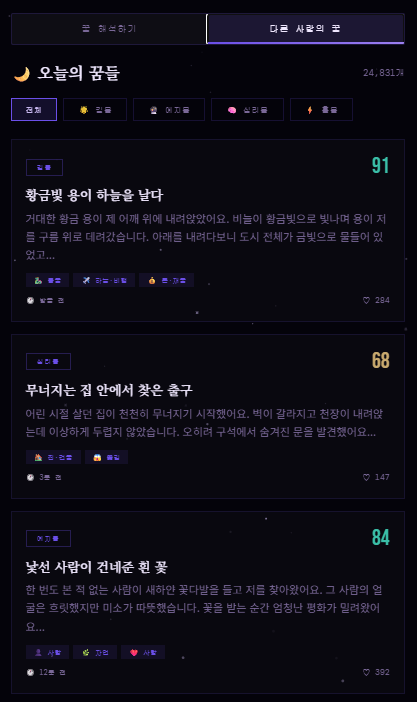 꿈 해석하기
다른 사람의 꿈
🌙 오늘의 꿈들
24,831개
전체
🌟 길몽
🔮 예지몽
🧠 심리몽
⚡ 흉몽
길몽
91
황금빛 용이 하늘을 날다
거대한 황금 용이 제 어깨 위에 내려앉았어요. 비늘이 황금빛으로 빛나며 용이 저
를 구름 위로 데려갔습니다. 아래를 내려다보니 도시 전체가 금빛으로 물들어 있
었고...
🐉 동물
✈️ 하늘·비행
💰 돈·재물
🕐 방금 전
♡ 284
심리몽
68
무너지는 집 안에서 찾은 출구
어린 시절 살던 집이 천천히 무너지기 시작했어요. 벽이 갈라지고 천장이 내려앉
는데 이상하게 두렵지 않았습니다. 오히려 구석에서 숨겨진 문을 발견했어요...
🏠 집·건물
🕐 3분 전
♡ 147
예지몽
84
낯선 사람이 건네준 흰 꽃
한 번도 본 적 없는 사람이 새하얀 꽃다발을 들고 저를 찾아왔어요. 그 사람의 얼
굴은 흐릿했지만 미소가 따뜻했습니다. 꽃을 받는 순간 엄청난 평화가 밀려왔어
요...
👤 사람
🌿 자연
❤️ 사랑
🕐 12분 전
♡ 392